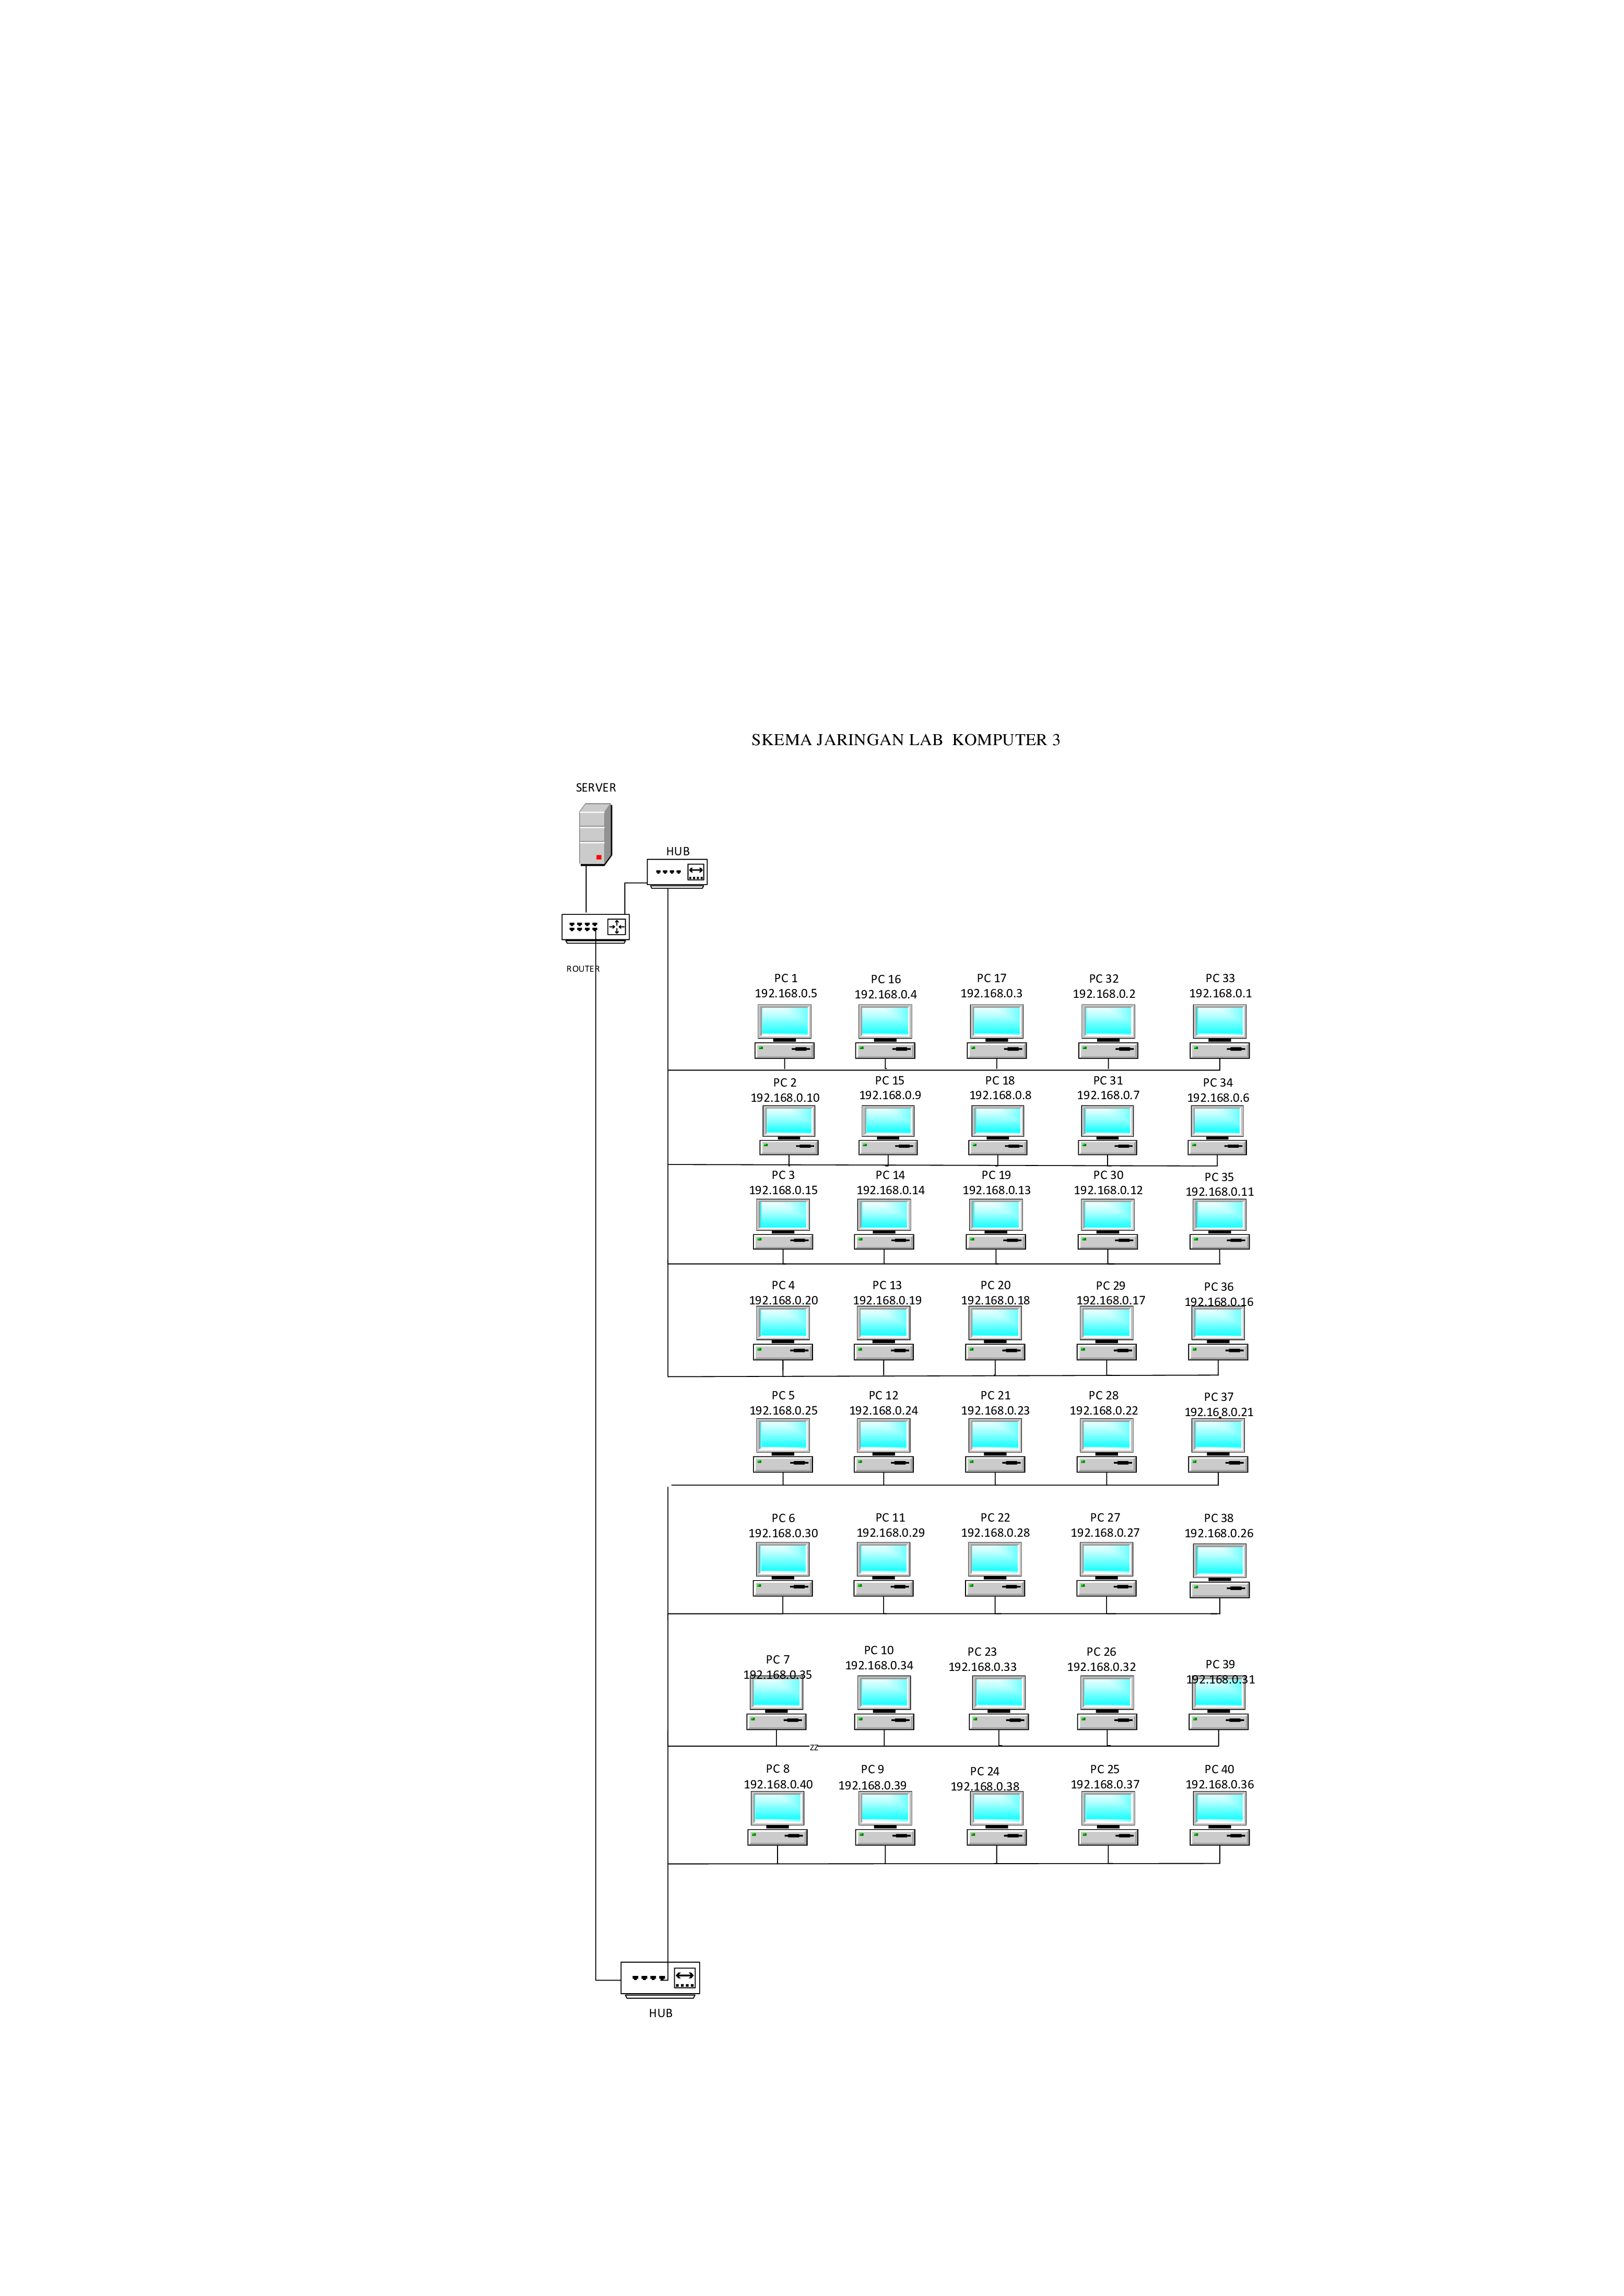 SKEMA JARINGAN LAB KOMPUTER 3
SERVER
HUB
ROUTER
PC 1
192.168.0.5
PC 16
192.168.0.4
PC 17
192.168.0.3
PC 32
192.168.0.2
PC 33
192.168.0.1
PC 2
192.168.0.10
PC 15
192.168.0.9
PC 18
192.168.0.8
PC 31
192.168.0.7
PC 34
192.168.0.6
PC 3
192.168.0.15
PC 14
192.168.0.14
PC 19
192.168.0.13
PC 30
192.168.0.12
PC 35
192.168.0.11
PC 4
192.168.0.20
PC 13
192.168.0.19
PC 20
192.168.0.18
PC 29
192.168.0.17
PC 36
192.168.0.16
PC 5
192.168.0.25
PC 12
192.168.0.24
PC 21
192.168.0.23
PC 28
192.168.0.22
PC 37
192.168.0.21
PC 6
192.168.0.30
PC 11
192.168.0.29
PC 22
192.168.0.28
PC 27
192.168.0.27
PC 38
192.168.0.26
PC 7
192.168.0.35
PC 10
192.168.0.34
PC 23
192.168.0.33
PC 26
192.168.0.32
PC 39
192.168.0.31
ZZ
PC 8
192.168.0.40
PC 9
192.168.0.39
PC 24
192.168.0.38
PC 25
192.168.0.37
PC 40
192.168.0.36
HUB